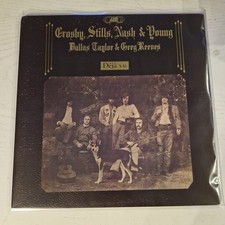 Crosby, Stills, Nash & Young
Dallas Taylor & Greg Reeves
Déjà vu